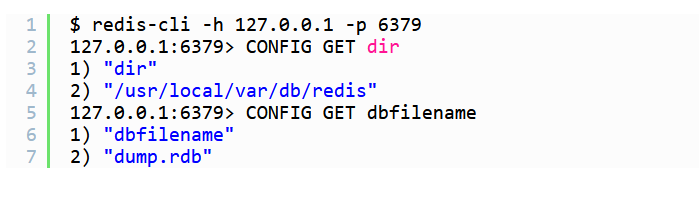 1 $ redis-cli -h 127.0.0.1 -p 6379
2 127.0.0.1:6379> CONFIG GET dir
3 1) "dir"
4 2) "/usr/local/var/db/redis"
5 127.0.0.1:6379> CONFIG GET dbfilename
6 1) "dbfilename"
7 2) "dump.rdb"